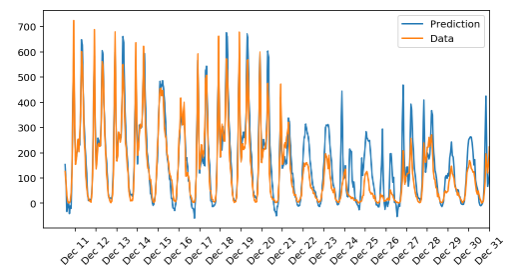 Prediction
Data
700
600
500
400
300
200
100
0
Dec 11
Dec 12
Dec 13
Dec 14
Dec 15
Dec 16
Dec 17
Dec 18
Dec 19
Dec 20
Dec 21
Dec 22
Dec 23
Dec 24
Dec 25
Dec 26
Dec 27
Dec 28
Dec 29
Dec 30
Dec 31